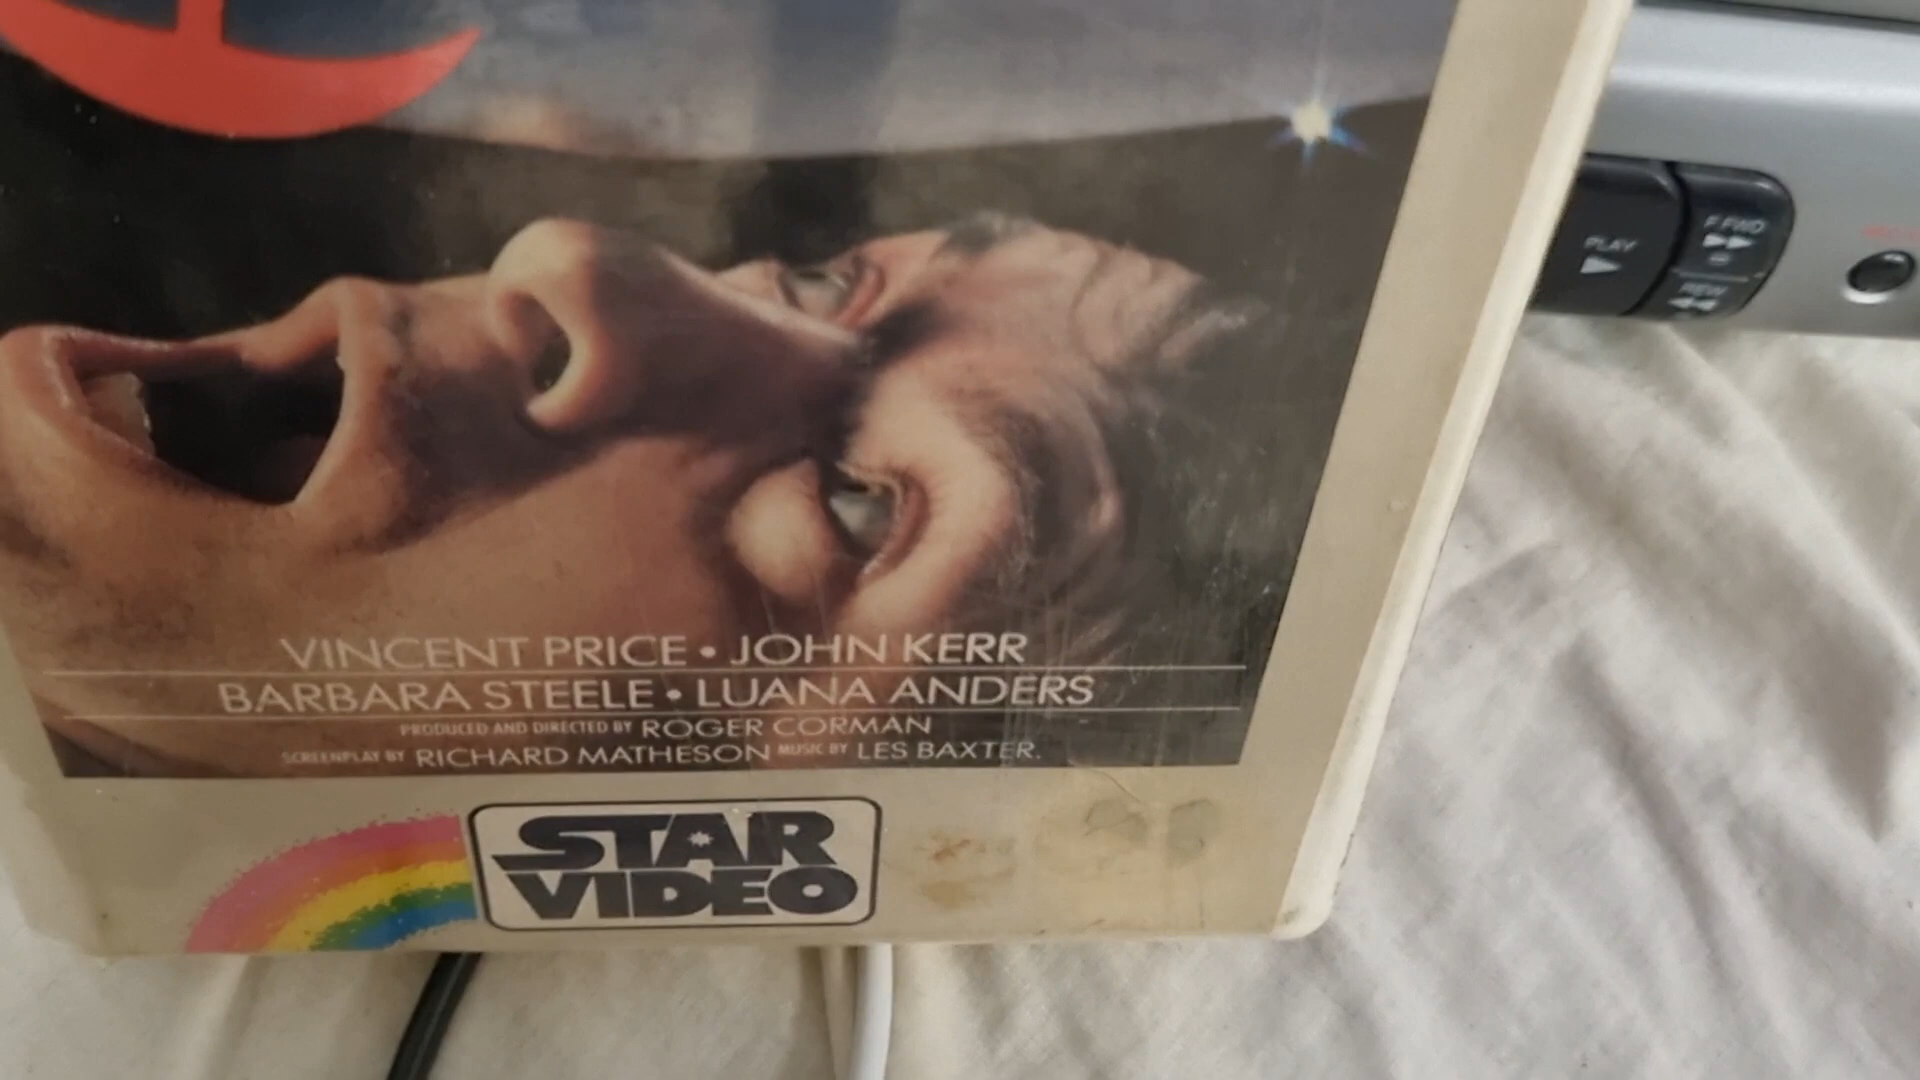 VINCENT PRICE • JOHN KERR
BARBARA STEELE • LUANA ANDERS
PRODUCED AND DIRECTED BY ROGER CORMAN
SCREENPLAY BY RICHARD MATHESON MUSIC BY LES BAXTER.
STAR
VIDEO
PLAY
F.FWD
REW